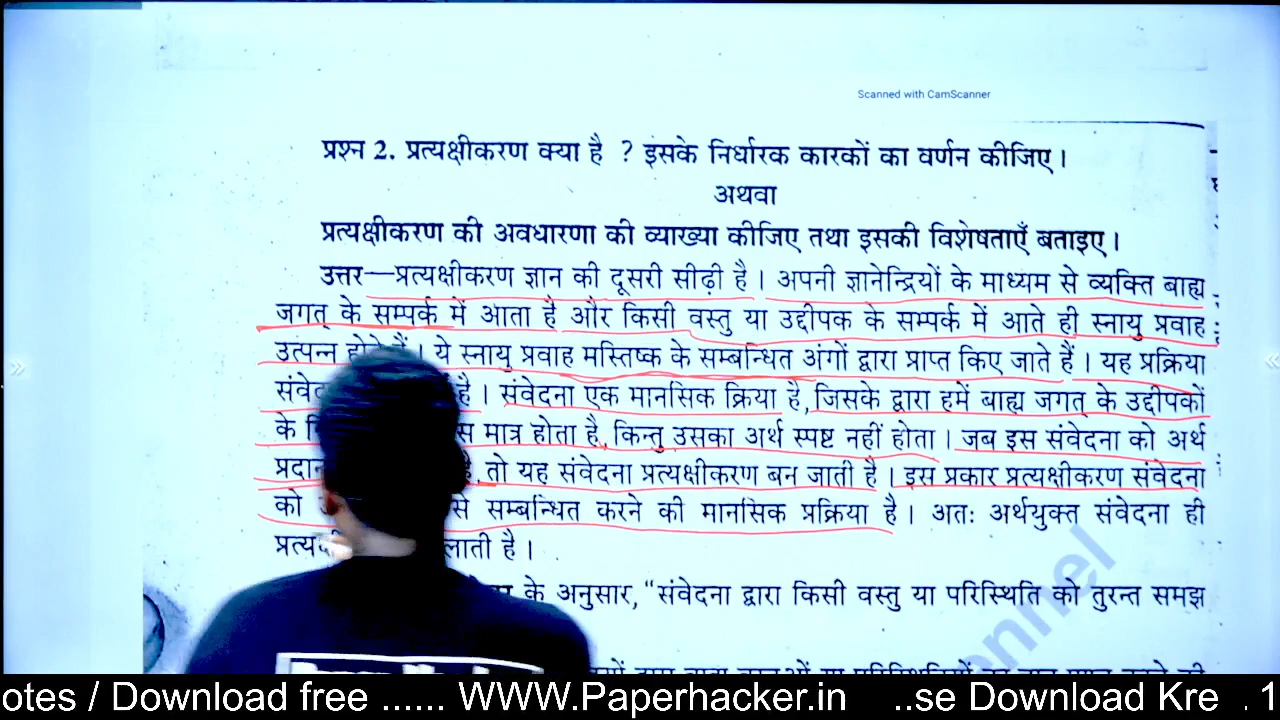 Scanned with CamScanner
प्रश्न 2. प्रत्यक्षीकरण क्या है ? इसके निर्धारक कारकों का वर्णन कीजिए।
अथवा
प्रत्यक्षीकरण की अवधारणा की व्याख्या कीजिए तथा इसकी विशेषताएँ बताइए।
उत्तर—प्रत्यक्षीकरण ज्ञान की दूसरी सीढ़ी है। अपनी ज्ञानेन्द्रियों के माध्यम से व्यक्ति बाह्य
जगत् के सम्पर्क में आता है और किसी वस्तु या उद्दीपक के सम्पर्क में आते ही स्नायु प्रवाह
उत्पन्न होते हैं। ये स्नायु प्रवाह मस्तिष्क के सम्बन्धित अंगों द्वारा प्राप्त किए जाते हैं। यह प्रक्रिया
है। संवेदना एक मानसिक क्रिया है, जिसके द्वारा हमें बाह्य जगत् के उद्दीपकों
के मात्र होता है, किन्तु उसका अर्थ स्पष्ट नहीं होता। जब इस संवेदना को अर्थ
तो यह संवेदना प्रत्यक्षीकरण बन जाती है। इस प्रकार प्रत्यक्षीकरण संवेदना
को से सम्बन्धित करने की मानसिक प्रक्रिया है। अतः अर्थयुक्त संवेदना ही
है।
के अनुसार, “संवेदना द्वारा किसी वस्तु या परिस्थिति को तुरन्त समझ
otes / Download free ...... WWW.Paperhacker.in ..se Download Kre . 1